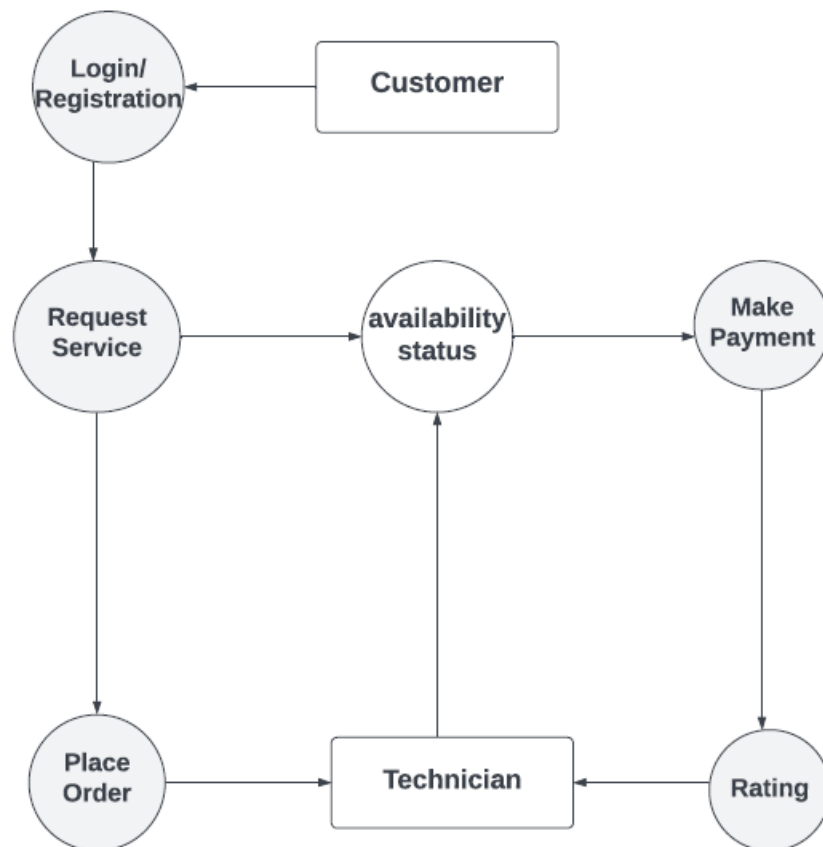 Login/
Registration
Customer
Request
Service
availability
status
Make
Payment
Place
Order
Technician
Rating